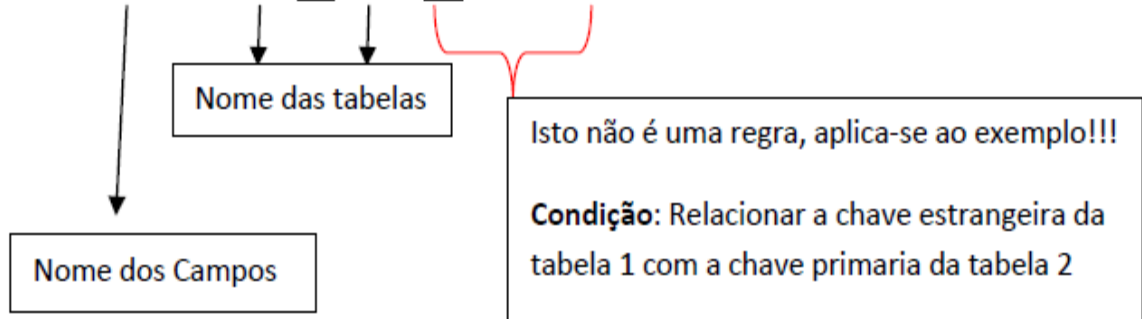 Nome das tabelas
Isto não é uma regra, aplica-se ao exemplo!!!
Condição: Relacionar a chave estrangeira da
tabela 1 com a chave primaria da tabela 2
Nome dos Campos